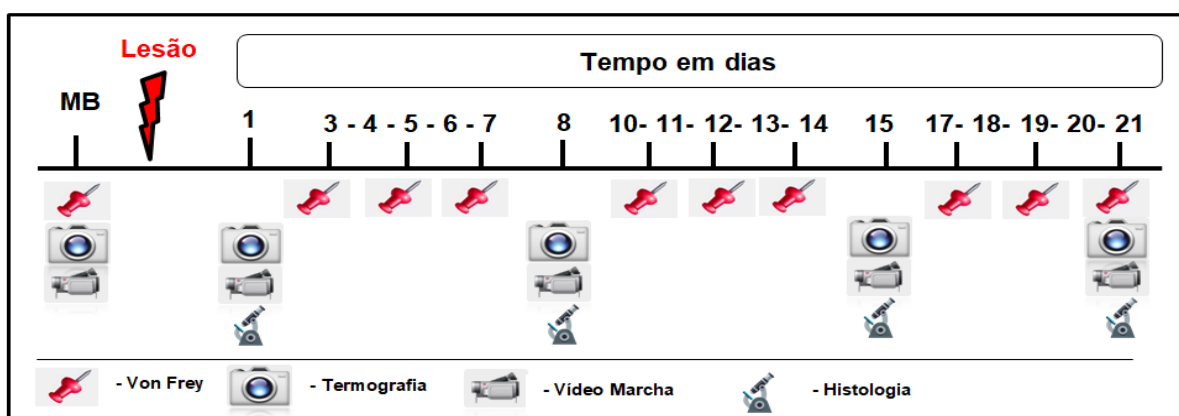 Lesão
Tempo em dias
MB
1 3 - 4 - 5 - 6 - 7 8 10- 11- 12- 13- 14 15 17- 18- 19- 20- 21
- Von Frey - Termografia - Vídeo Marcha - Histologia